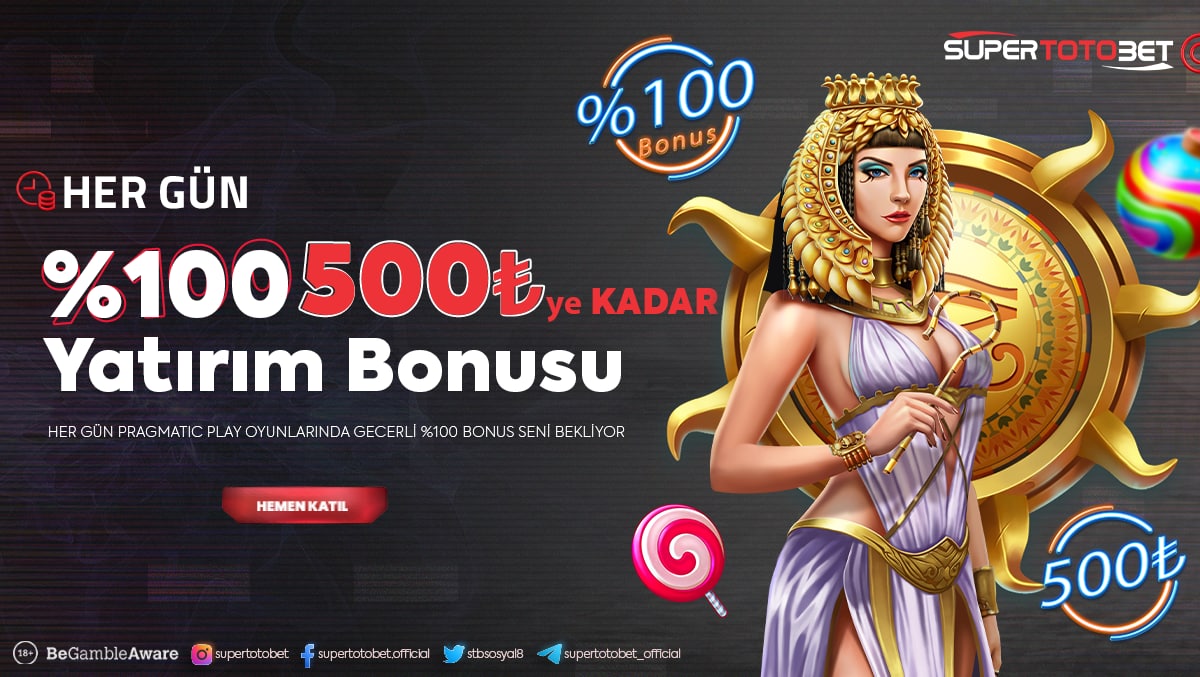 SUPERTOTOBET
%100
Bonus
HER GÜN
%100 500₺ ye KADAR
Yatırım Bonusu
HER GÜN PRAGMATIC PLAY OYUNLARINDA GECERLİ %100 BONUS SENİ BEKLİYOR
HEMEN KATIL
500₺
18+ BeGambleAware supertotobet supertotobet.official stbsosyal8 supertotobet_official